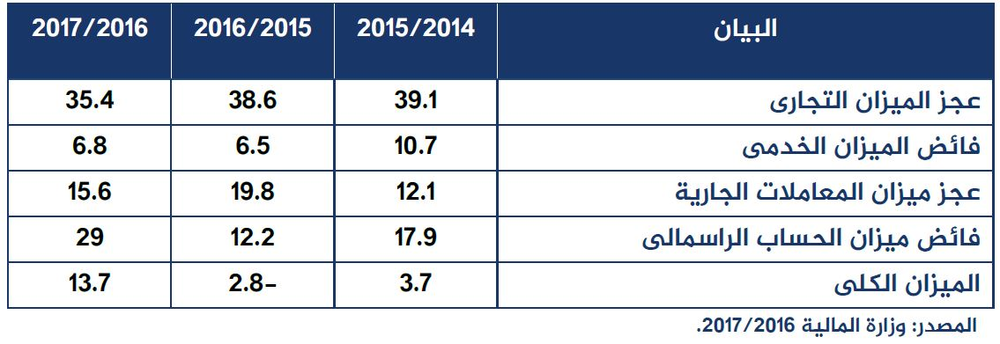 البيان 2015/2014 2016/2015 2017/2016
عجز الميزان التجارى 39.1 38.6 35.4
فائض الميزان الخدمى 10.7 6.5 6.8
عجز ميزان المعاملات الجارية 12.1 19.8 15.6
فائض ميزان الحساب الراسمالى 17.9 12.2 29
الميزان الكلى 3.7 2.8- 13.7
المصدر: وزارة المالية 2017/2016.